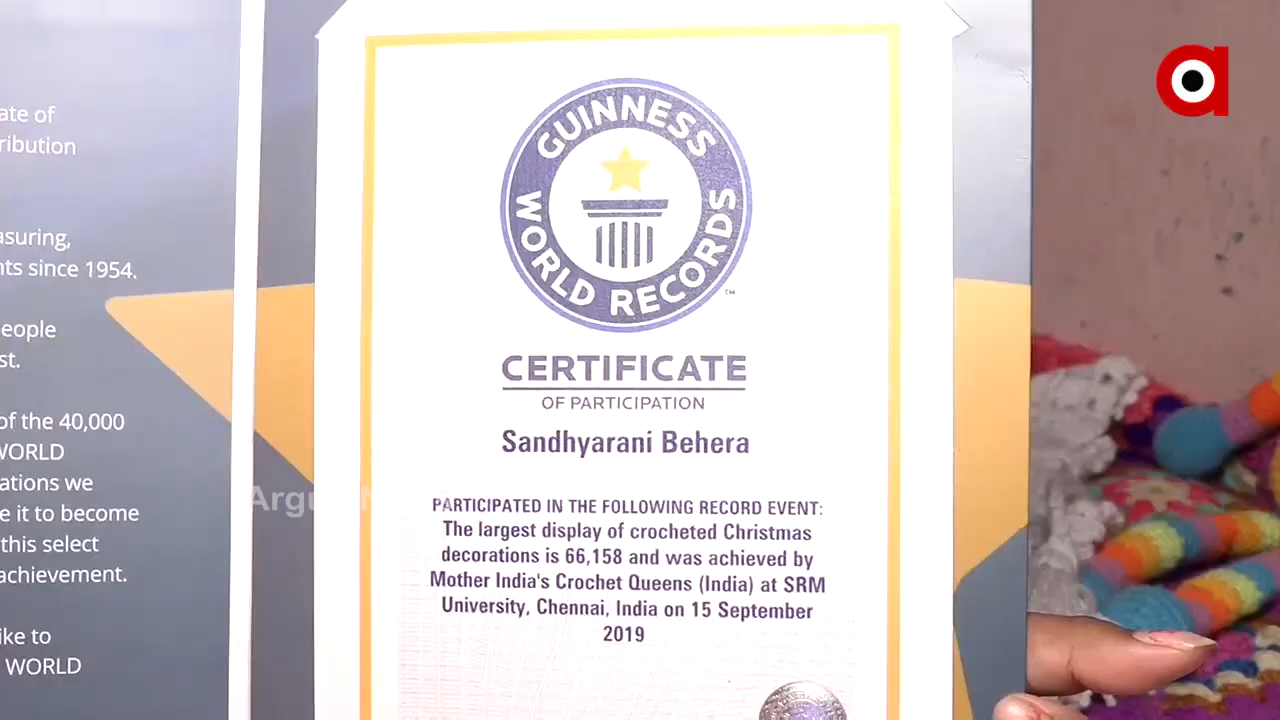 ate of
ribution
asuring,
nts since 1954.
eople
st.
of the 40,000
WORLD
ations we
e it to become
this select
achievement.
ike to
WORLD
GUINNESS
WORLD RECORDS
™
CERTIFICATE
OF PARTICIPATION
Sandhyarani Behera
PARTICIPATED IN THE FOLLOWING RECORD EVENT:
The largest display of crocheted Christmas
decorations is 66,158 and was achieved by
Mother India's Crochet Queens (India) at SRM
University, Chennai, India on 15 September
2019
a